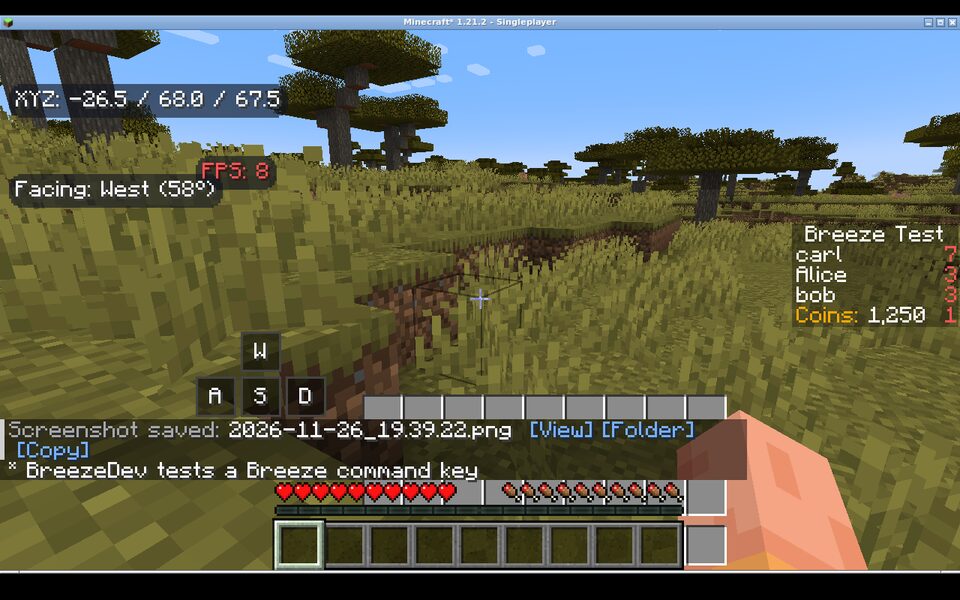 Minecraft* 1.21.2 - Singleplayer
XYZ: -26.5 / 68.0 / 67.5
FPS: 8
Facing: West (58°)
Breeze Test
carl 7
Alice 3
bob 3
Coins: 1,250 1
W
A S D
Screenshot saved: 2026-11-26_19.39.22.png [View] [Folder]
[Copy]
* BreezeDev tests a Breeze command key